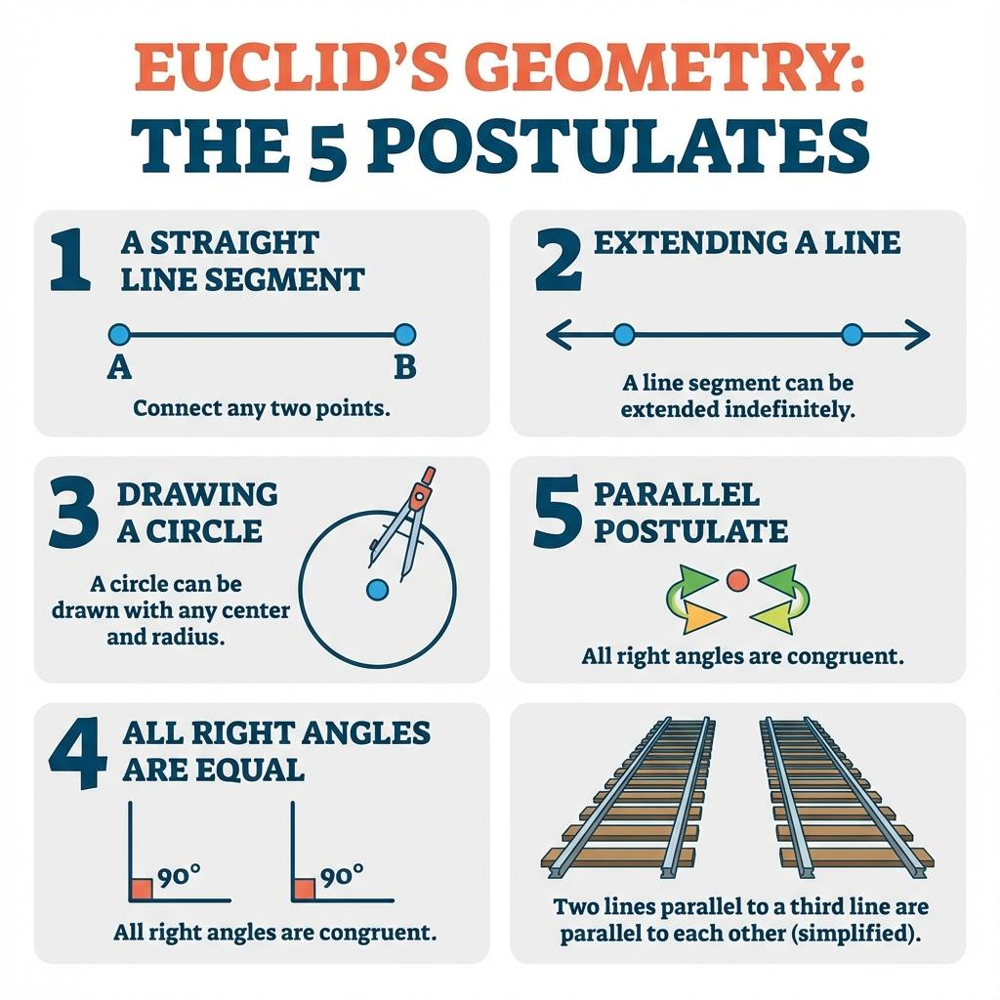 EUCLID’S GEOMETRY:
THE 5 POSTULATES
1
A STRAIGHT
LINE SEGMENT
A
B
Connect any two points.
2
EXTENDING A LINE
A line segment can be
extended indefinitely.
3
DRAWING
A CIRCLE
A circle can be
drawn with any center
and radius.
5
PARALLEL
POSTULATE
All right angles are congruent.
4
ALL RIGHT ANGLES
ARE EQUAL
90°
90°
All right angles are congruent.
Two lines parallel to a third line are
parallel to each other (simplified).